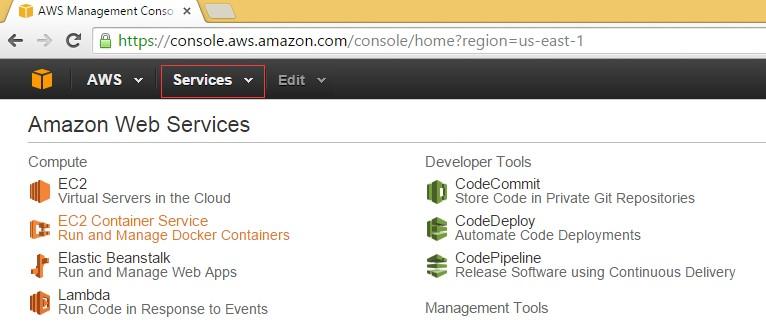 AWS Management Conso
https://console.aws.amazon.com/console/home?region=us-east-1
AWS Services Edit
Amazon Web Services
Compute
EC2
Virtual Servers in the Cloud
EC2 Container Service
Run and Manage Docker Containers
Elastic Beanstalk
Run and Manage Web Apps
Lambda
Run Code in Response to Events
Developer Tools
CodeCommit
Store Code in Private Git Repositories
CodeDeploy
Automate Code Deployments
CodePipeline
Release Software using Continuous Delivery
Management Tools